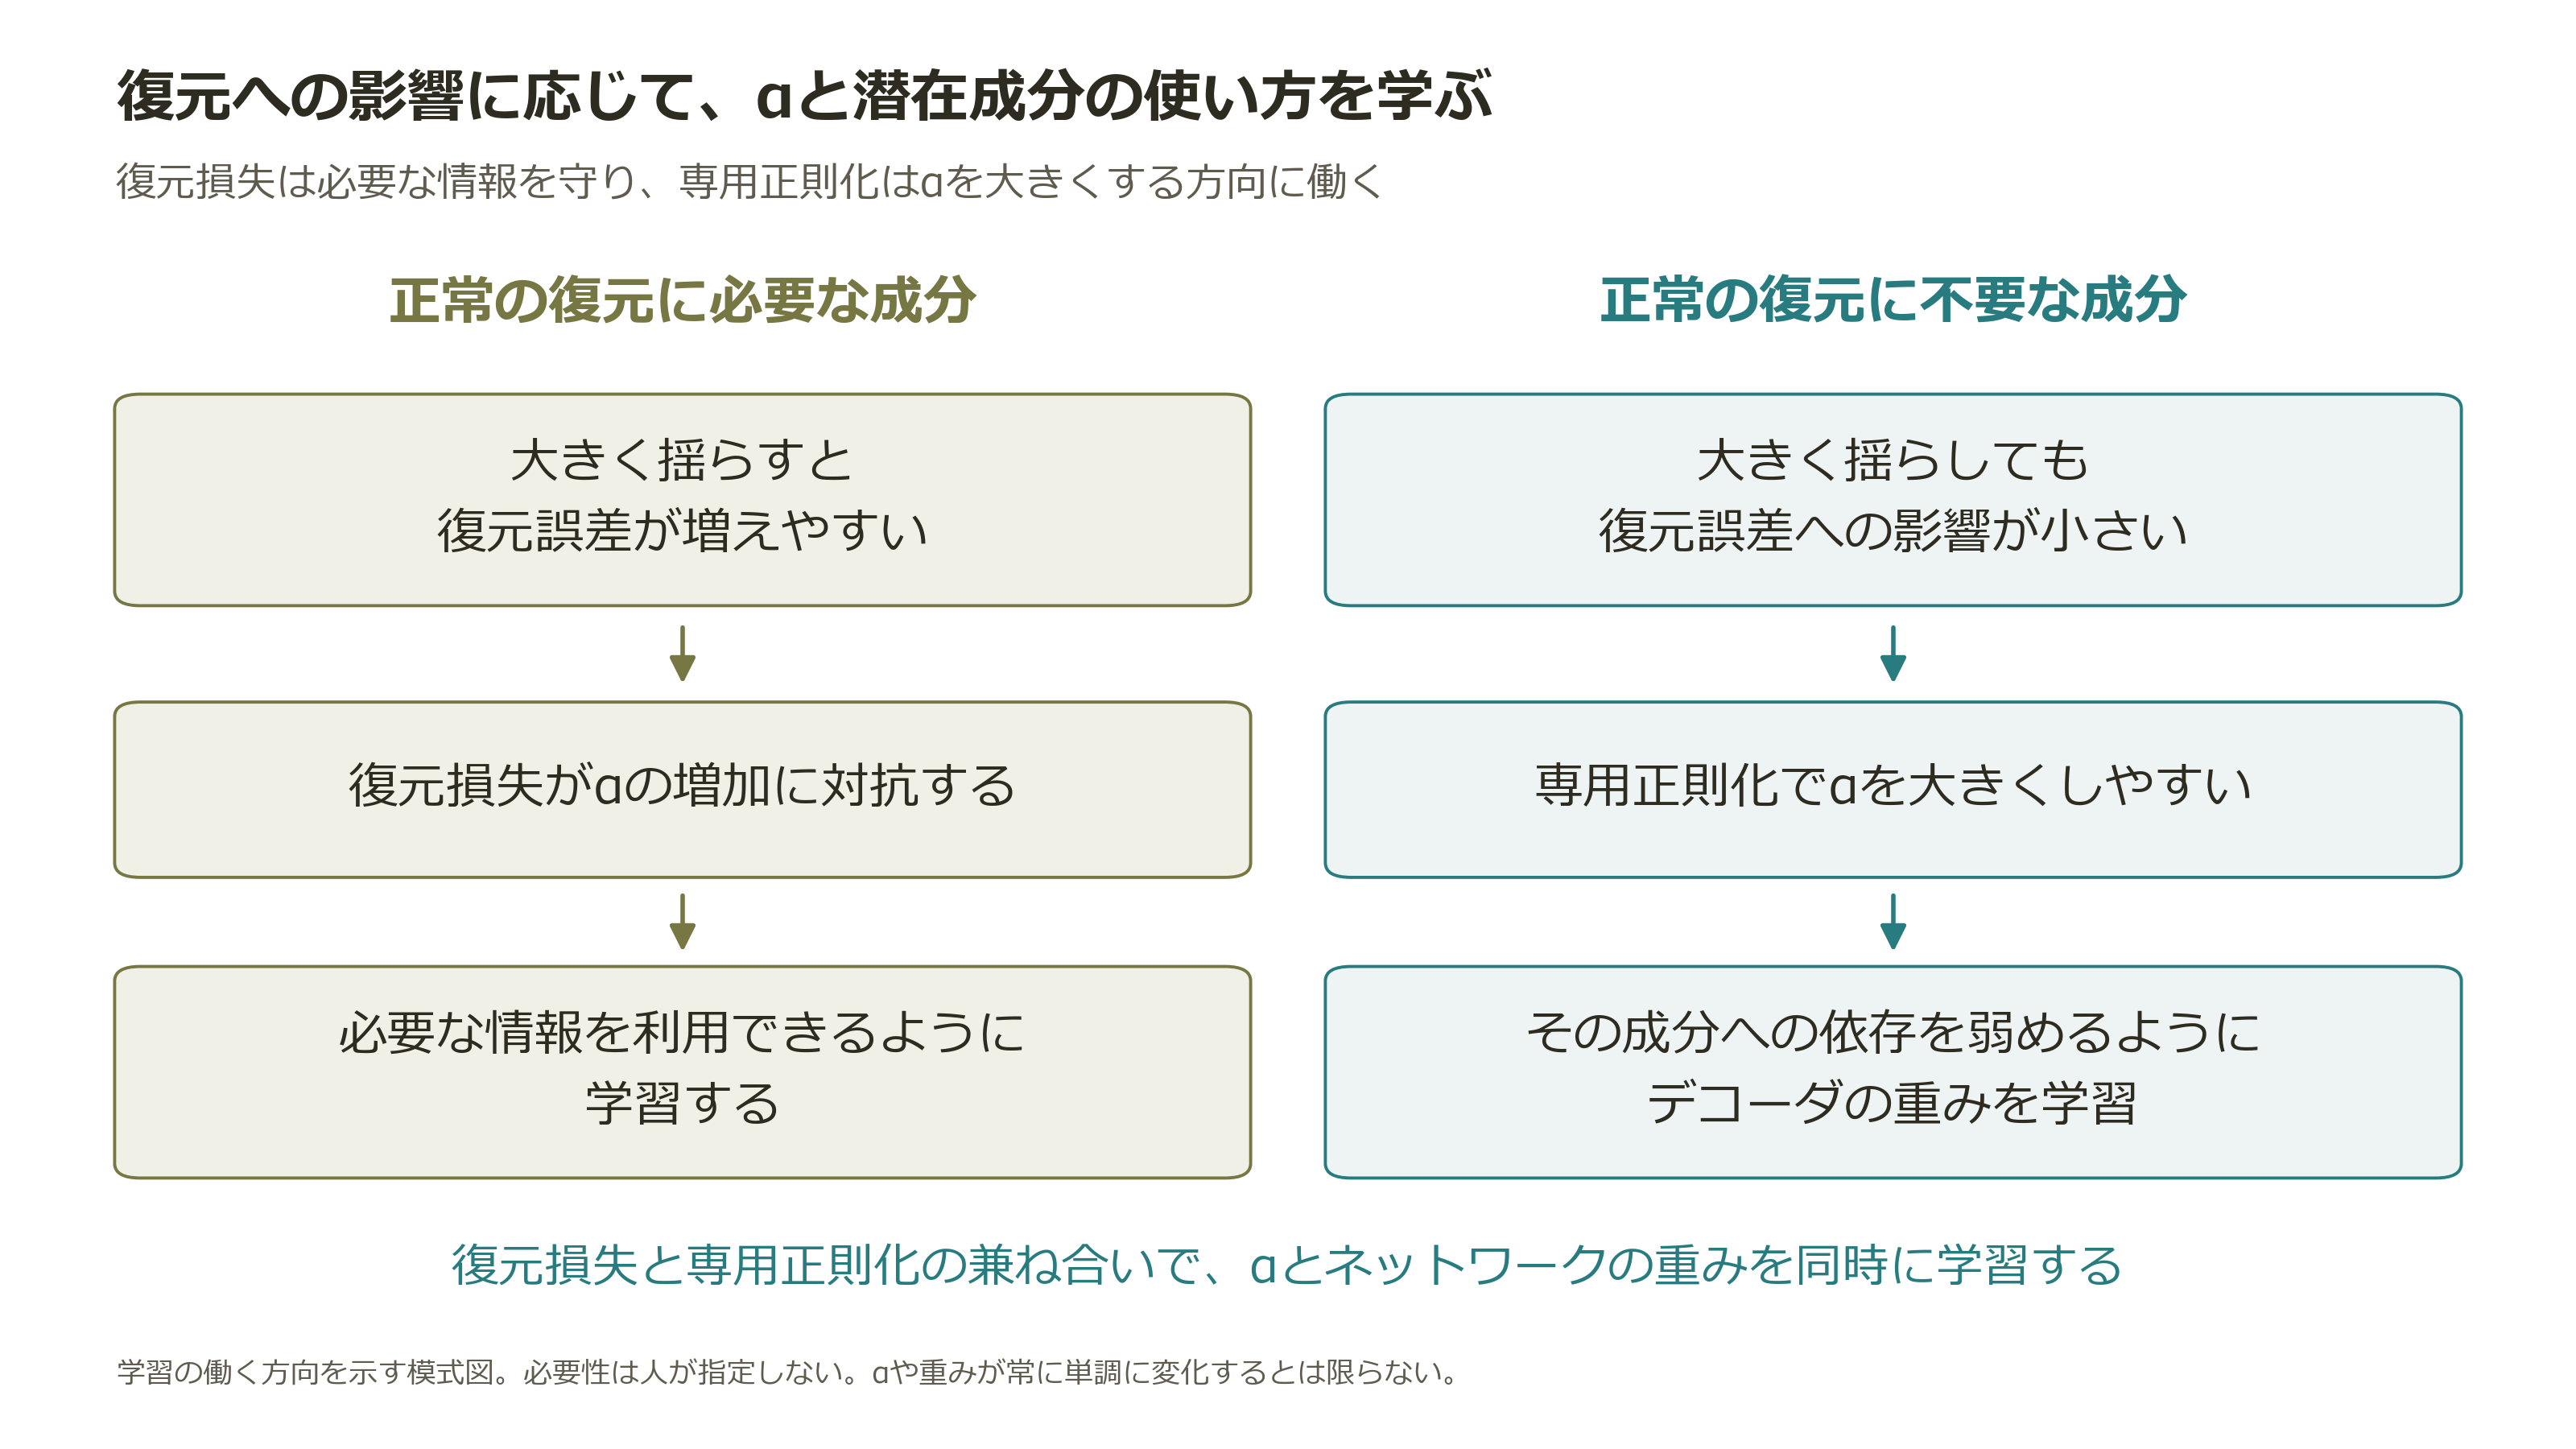 復元への影響に応じて、αと潜在成分の使い方を学ぶ
復元損失は必要な情報を守り、専用正則化はαを大きくする方向に働く
正常の復元に必要な成分
大きく揺らすと
復元誤差が増えやすい
復元損失がαの増加に対抗する
必要な情報を利用できるように
学習する
正常の復元に不要な成分
大きく揺らしても
復元誤差への影響が小さい
専用正則化でαを大きくしやすい
その成分への依存を弱めるように
デコーダの重みを学習
復元損失と専用正則化の兼ね合いで、αとネットワークの重みを同時に学習する
学習の働く方向を示す模式図。必要性は人が指定しない。αや重みが常に単調に変化するとは限らない。